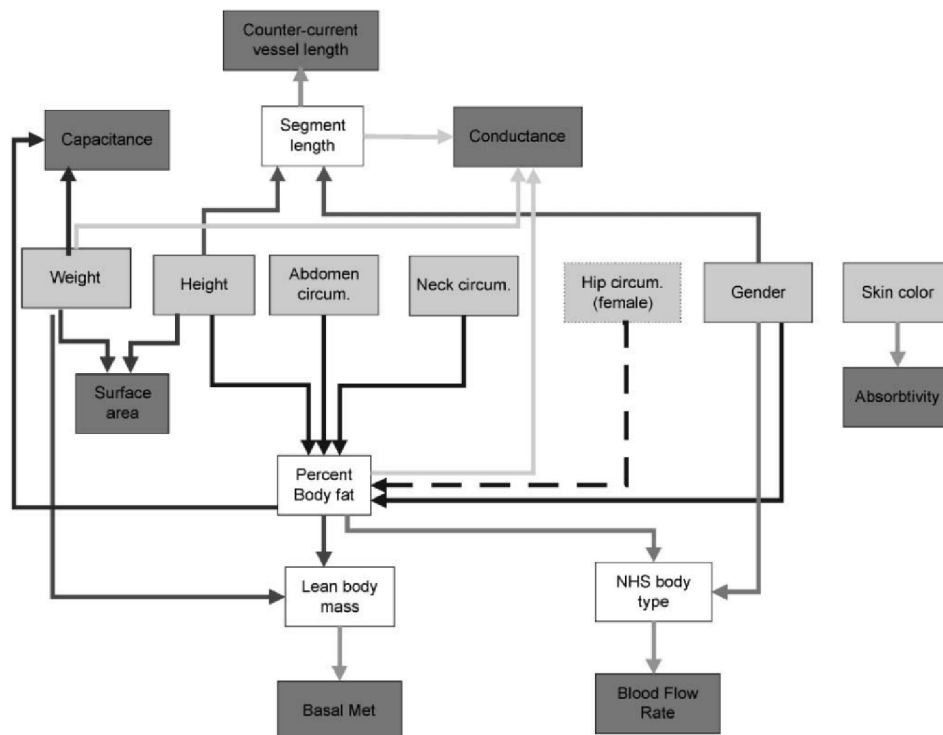 Counter-current
vessel length
Capacitance
Segment
length
Conductance
Weight
Height
Abdomen
circum.
Neck circum.
Hip circum.
(female)
Gender
Skin color
Surface
area
Absorbtivity
Percent
Body fat
Lean body
mass
NHS body
type
Basal Met
Blood Flow
Rate